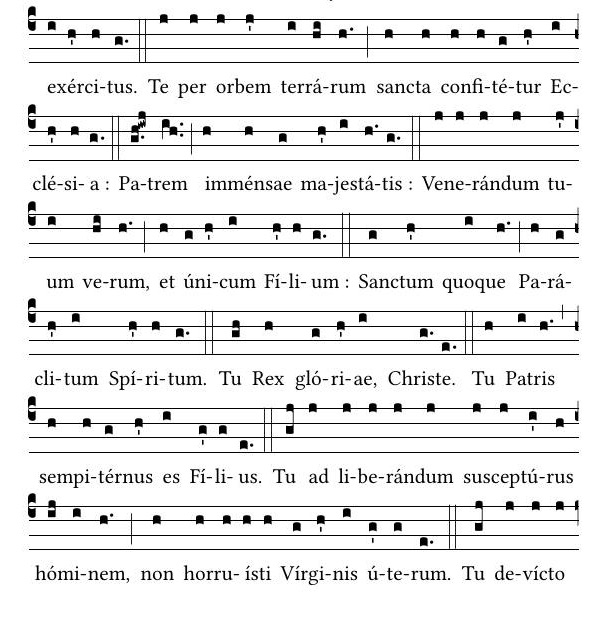 exérci-tus. Te per orbem terrá-rum sancta confi-té-tur Ec-
clé-si-a : Pa-trem imménsae ma-jestá-tis : Vene-rándum tu-
um ve-rum, et úni-cum Fí-li-um : Sanctum quoque Pa-rá-
cli-tum Spí-ri-tum. Tu Rex gló-ri-ae, Christe. Tu Patris
sempi-térnus es Fí-li-us. Tu ad li-be-rándum susceptú-rus
hómi-nem, non horru-ísti Vírgi-nis ú-te-rum. Tu de-vícto